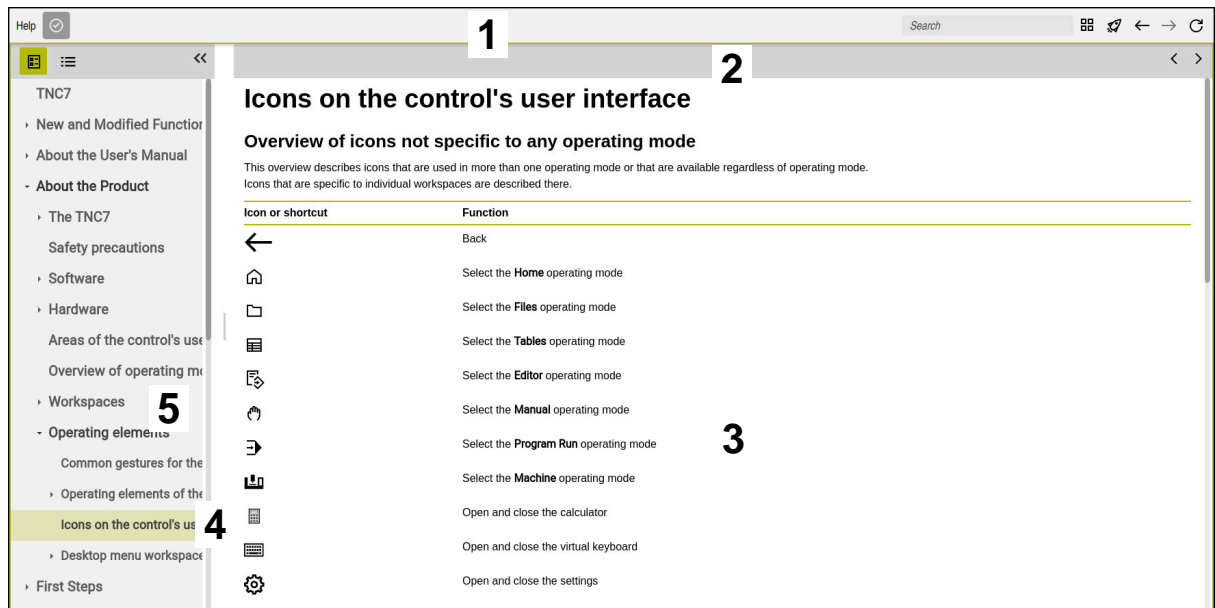 Help
Search
1
2
TNC7
New and Modified Function
About the User's Manual
About the Product
The TNC7
Safety precautions
Software
Hardware
Areas of the control's use
Overview of operating mo
Workspaces
5
Operating elements
Common gestures for the
Operating elements of the
Icons on the control's us
4
Desktop menu workspace
First Steps
Icons on the control's user interface
Overview of icons not specific to any operating mode
This overview describes icons that are used in more than one operating mode or that are available regardless of operating mode.
Icons that are specific to individual workspaces are described there.
Icon or shortcut Function
Back
Select the Home operating mode
Select the Files operating mode
Select the Tables operating mode
Select the Editor operating mode
Select the Manual operating mode
Select the Program Run operating mode
3
Select the Machine operating mode
Open and close the calculator
Open and close the virtual keyboard
Open and close the settings